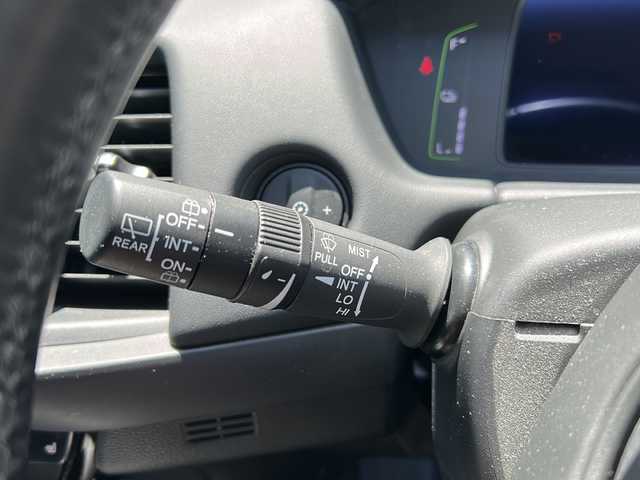 REAR
OFF
INT
ON
PULL
MIST
OFF
INT
LO
HI
+